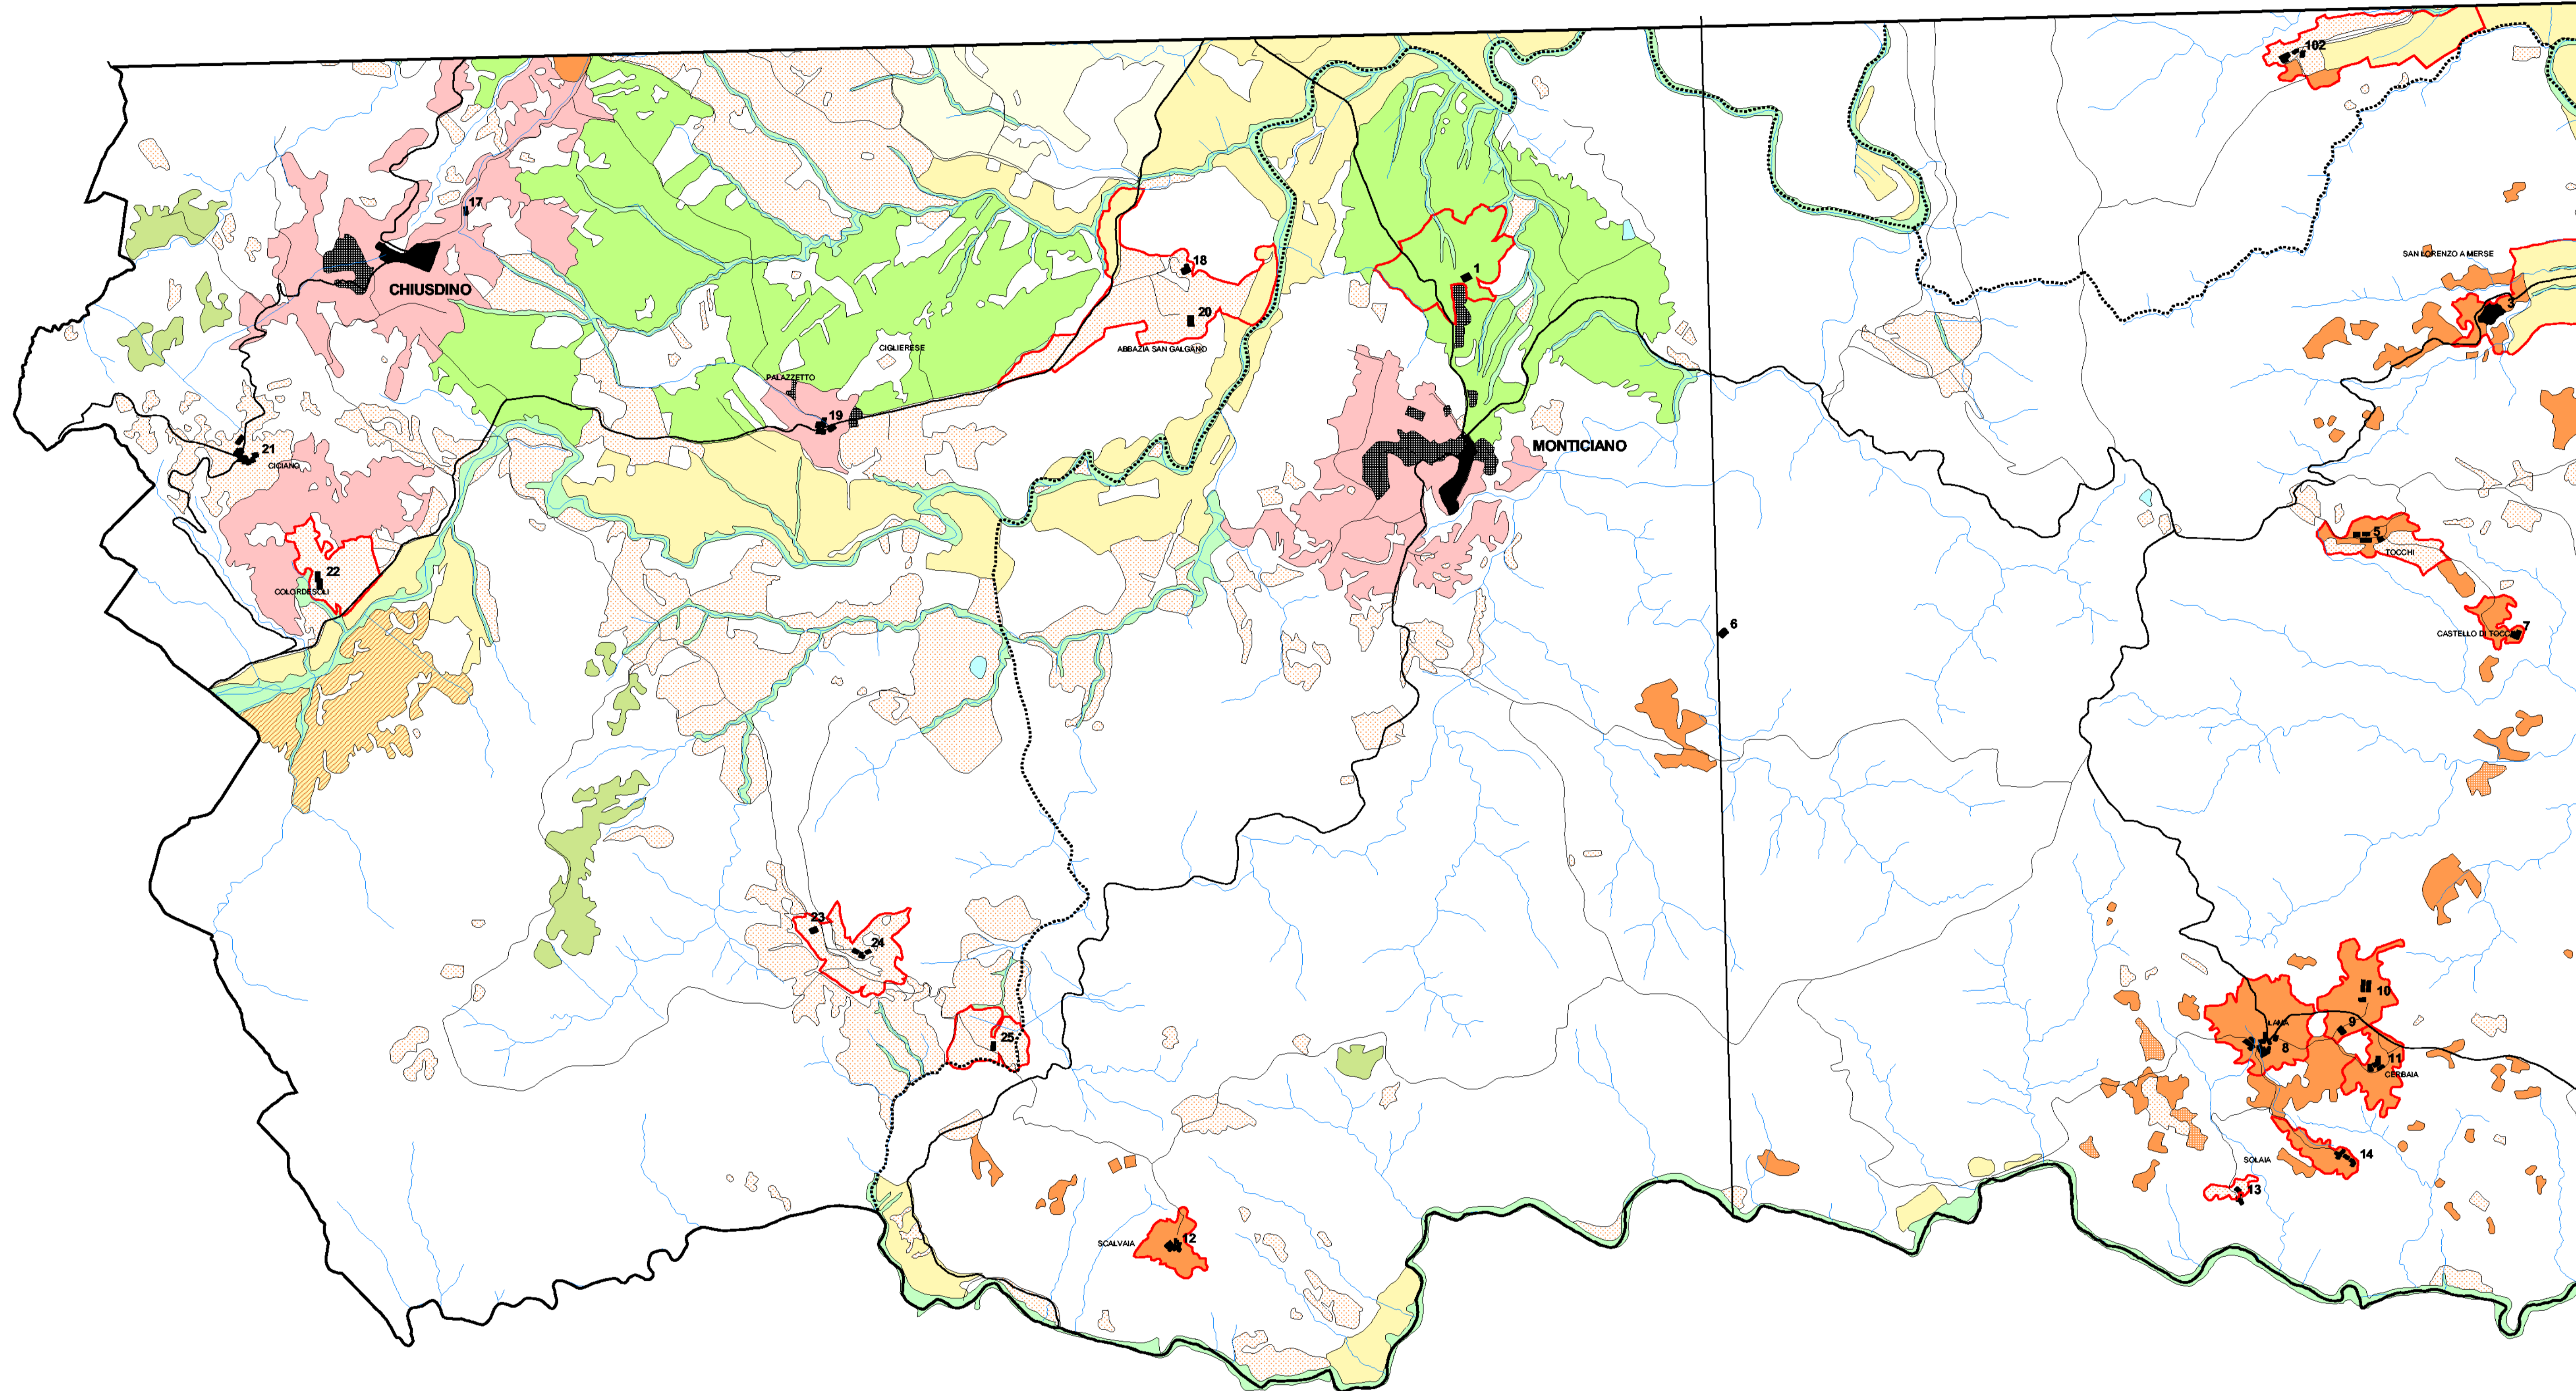 102
17
SAN LORENZO A MERSE
18
1
CHIUSDINO
3
20
CIGLIERESE
ABBAZIA SAN GALGANO
PALAZZETTO
19
MONTICIANO
21
CICIANO
5
TOCCHI
22
COLORDESOLI
6
7
CASTELLO DI TOCCHI
23
24
10
LAMA
9
25
8
11
CERBAIA
14
SOLAIA
13
12
SCALVAIA